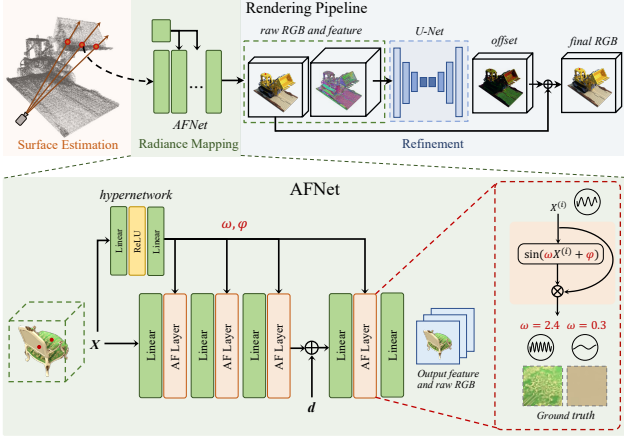 Rendering Pipeline
raw RGB and feature
U-Net
offset
final RGB
...
AFNet
Surface Estimation
Radiance Mapping
Refinement
AFNet
hypernetwork
Linear
ReLU
Linear
ω, φ
X
Linear
AF Layer
Linear
AF Layer
Linear
AF Layer
d
Linear
AF Layer
Linear
Output feature
and raw RGB
X⁽ⁱ⁾
sin(ωX⁽ⁱ⁾ + φ)
ω = 2.4 ω = 0.3
Ground truth